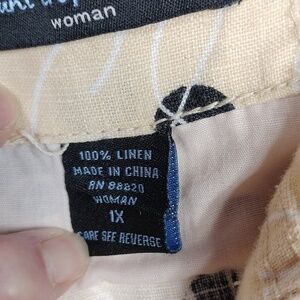 woman
100% LINEN
MADE IN CHINA
RN 88820
WOMAN
1X
CARE SEE REVERSE